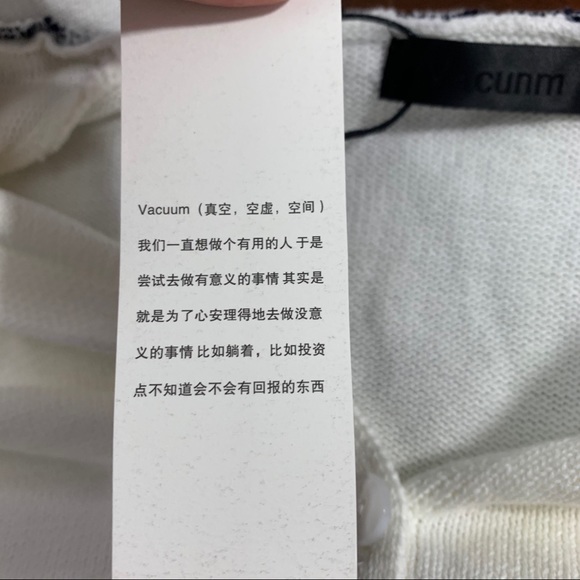 Vacuum（真空，空虚，空间）
我们一直想做个有用的人 于是
尝试去做有意义的事情 其实是
就是为了心安理得地去做没意
义的事情 比如躺着，比如投资
点不知道会不会有回报的东西
cunm